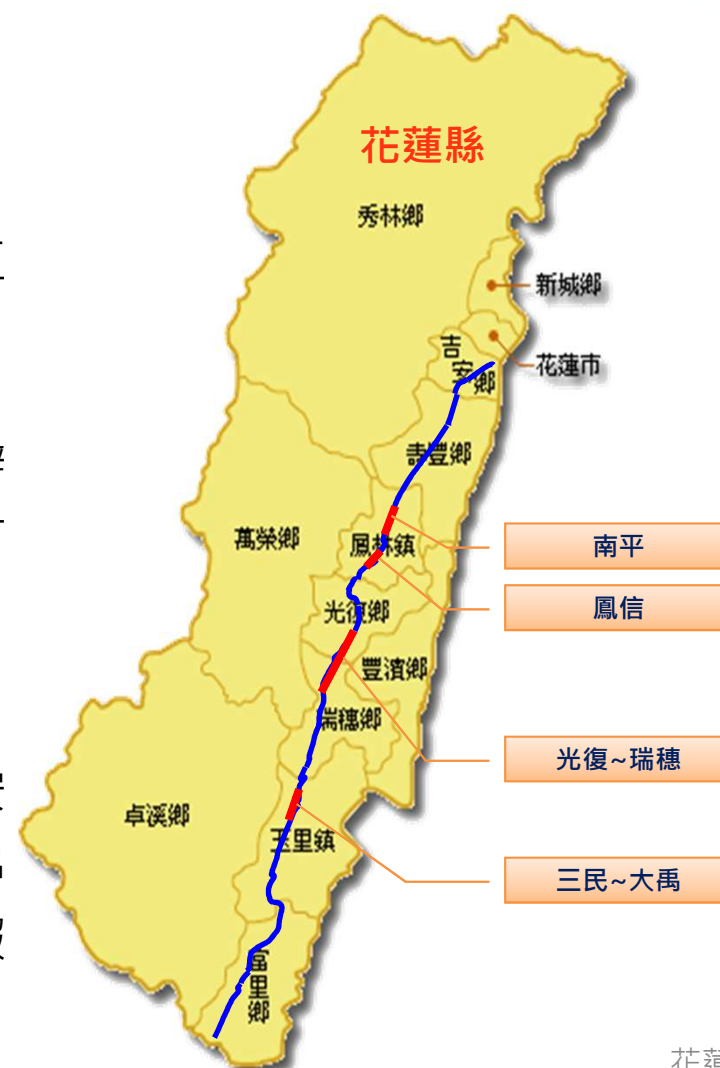 花蓮縣
秀林鄉
新城鄉
花蓮市
吉安鄉
壽豐鄉
萬榮鄉
鳳林鎮
南平
鳳信
光復鄉
豐濱鄉
瑞穗鄉
光復~瑞穗
卓溪鄉
玉里鎮
三民~大禹
富里鄉
花蓮